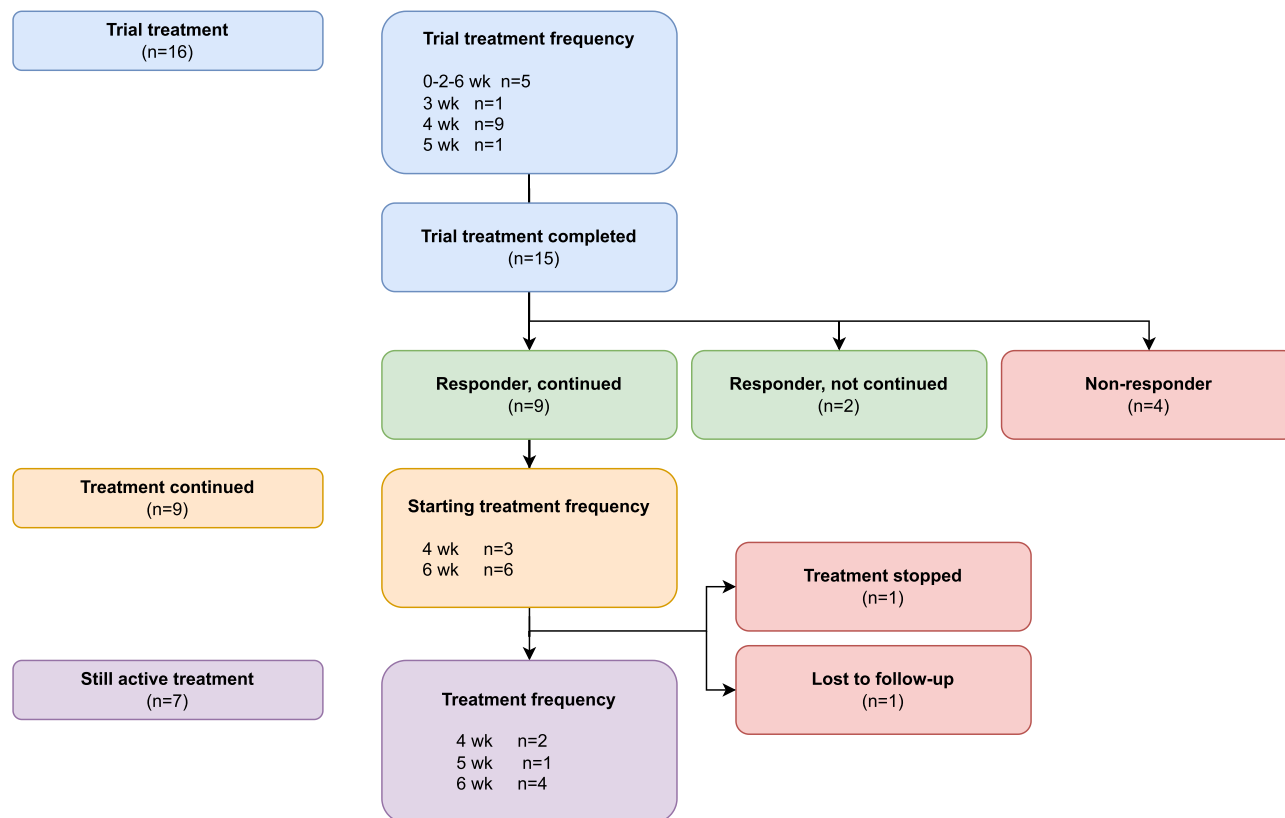 Trial treatment
(n=16)
Trial treatment frequency
0-2-6 wk n=5
3 wk n=1
4 wk n=9
5 wk n=1
Trial treatment completed
(n=15)
Responder, continued
(n=9)
Responder, not continued
(n=2)
Non-responder
(n=4)
Treatment continued
(n=9)
Starting treatment frequency
4 wk n=3
6 wk n=6
Treatment stopped
(n=1)
Lost to follow-up
(n=1)
Still active treatment
(n=7)
Treatment frequency
4 wk n=2
5 wk n=1
6 wk n=4